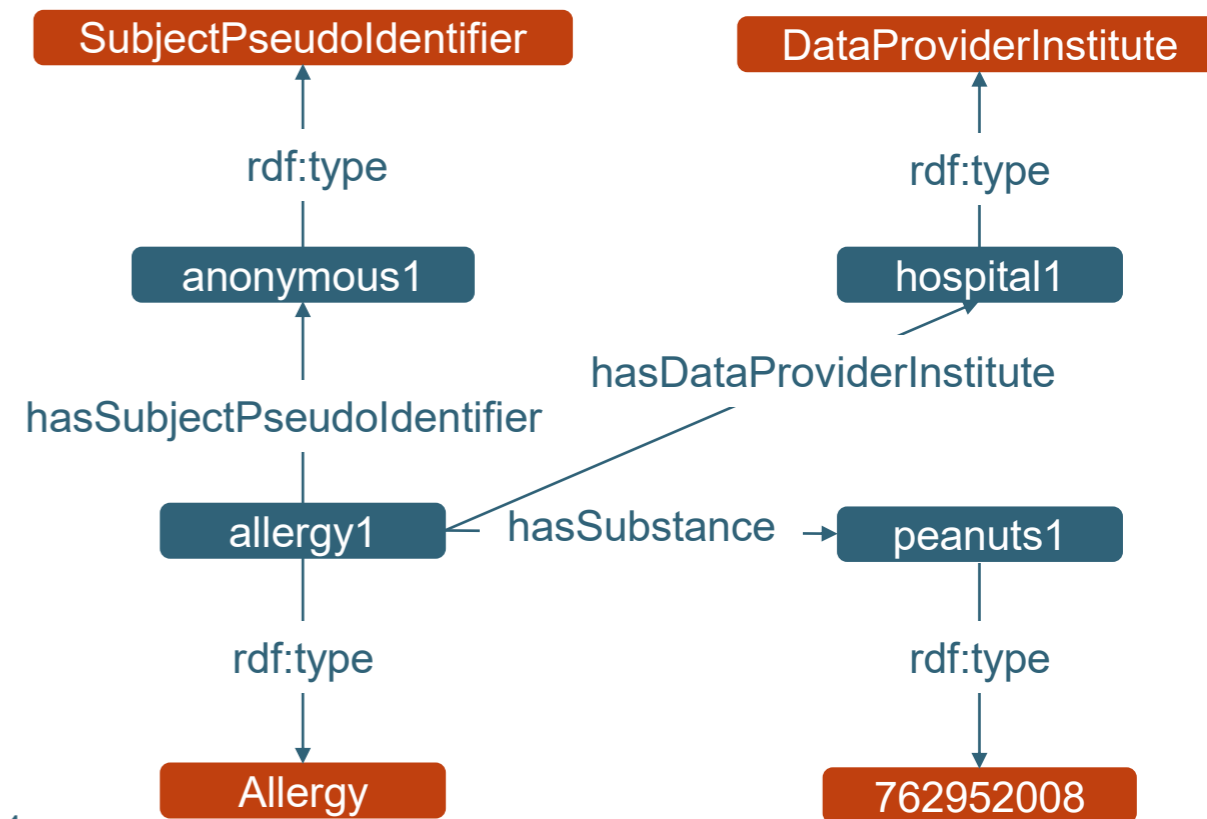 SubjectPseudoIdentifier
DataProviderInstitute
rdf:type
rdf:type
anonymous1
hospital1
hasDataProviderInstitute
hasSubjectPseudoIdentifier
allergy1
hasSubstance
peanuts1
rdf:type
rdf:type
Allergy
762952008